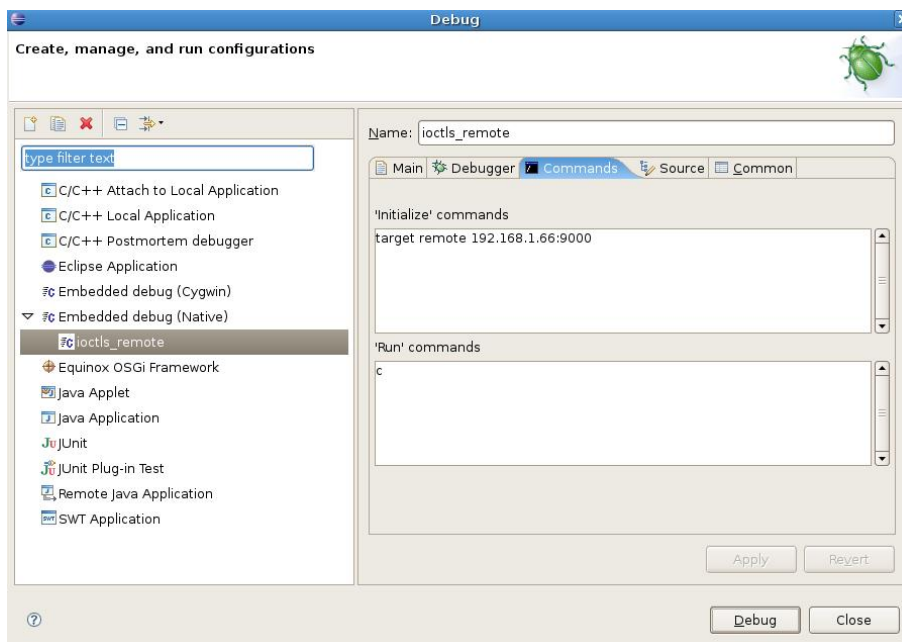 Debug
Create, manage, and run configurations
type filter text
C/C++ Attach to Local Application
C/C++ Local Application
C/C++ Postmortem debugger
Eclipse Application
Embedded debug (Cygwin)
Embedded debug (Native)
ioctls_remote
Equinox OSGi Framework
Java Applet
Java Application
JUnit
JUnit Plug-in Test
Remote Java Application
SWT Application
Name: ioctls_remote
Main Debugger Commands Source Common
'Initialize' commands
target remote 192.168.1.66:9000
'Run' commands
c
Apply Revert
Debug Close